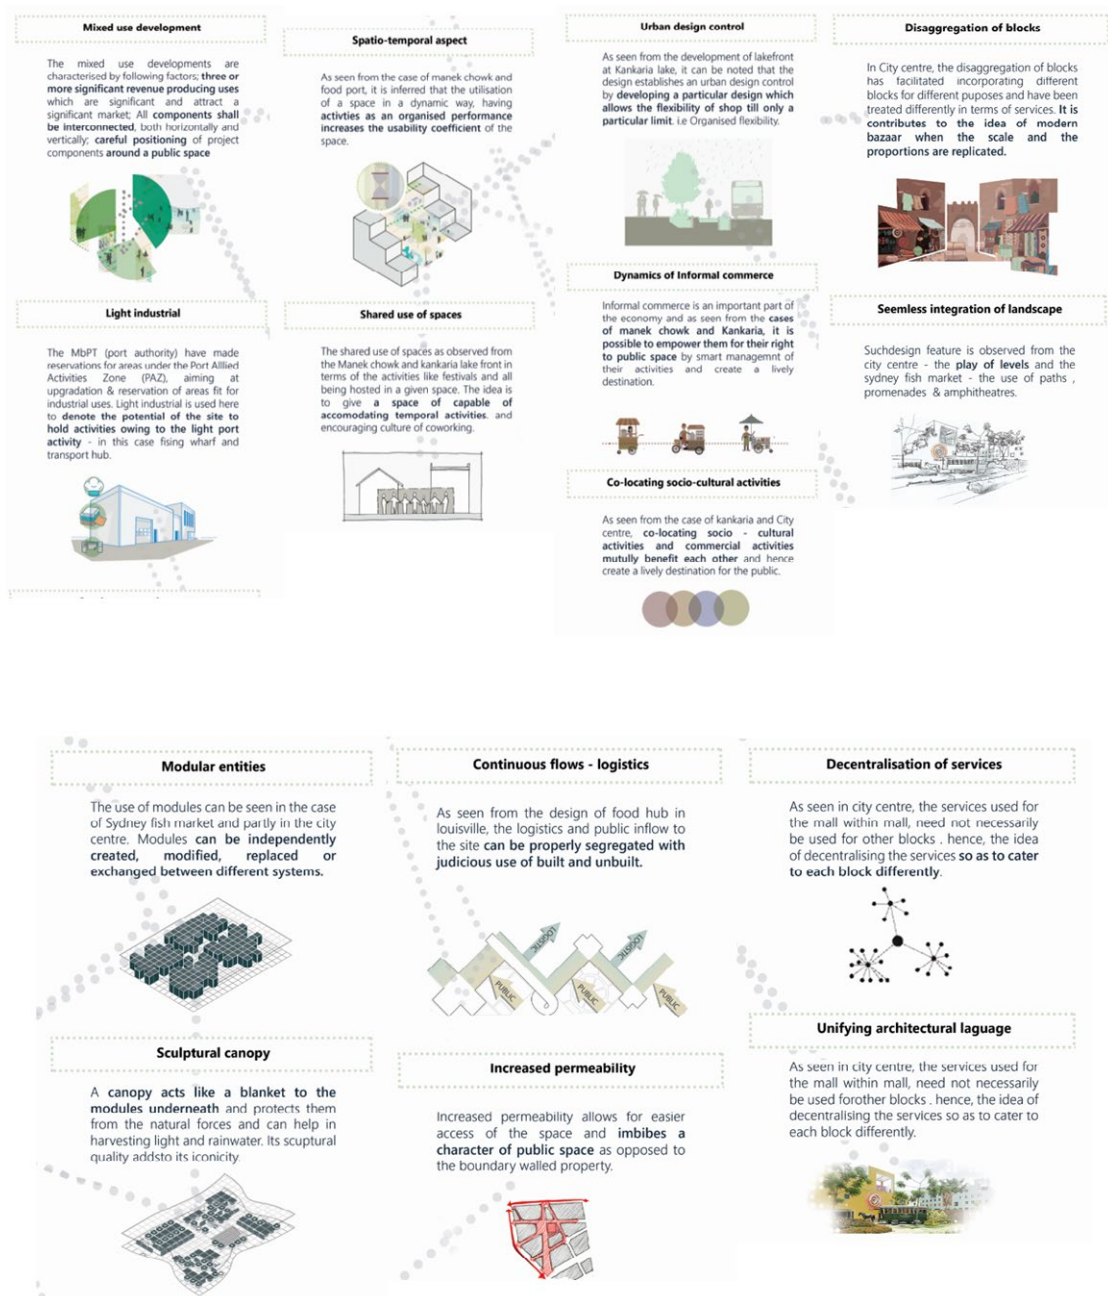 Mixed use development
The mixed use developments are
characterised by following factors; three or
more significant revenue producing uses
which are significant and attract a
significant market; All components shall
be interconnected, both horizontally and
vertically; careful positioning of project
components around a public space
Light industrial
The MbPT (port authority) have made
reservations for areas under the Port Alllied
Activities Zone (PAZ), aiming at
upgradation & reservation of areas fit for
industrial uses. Light industrial is used here
to denote the potential of the site to
hold activities owing to the light port
activity - in this case fising wharf and
transport hub.
Spatio-temporal aspect
As seen from the case of manek chowk and
food port, it is inferred that the utilisation
of a space in a dynamic way, having
activties as an organised performance
increases the usability coefficient of the
space.
Shared use of spaces
The shared use of spaces as observed from
the Manek chowk and kankaria lake front in
terms of the activities like festivals and all
being hosted in a given space. The idea is
to give a space of capable of
accomodating temporal activities. and
encouraging culture of coworking.
Urban design control
As seen from the development of lakefront
at Kankaria lake, it can be noted that the
design establishes an urban design control
by developing a particular design which
allows the flexibility of shop till only a
particular limit. i.e Organised flexibility.
Dynamics of Informal commerce
Informal commerce is an important part of
the economy and as seen from the cases
of manek chowk and Kankaria, it is
possible to empower them for their right
to public space by smart managemnt of
their activities and create a lively
destination.
Co-locating socio-cultural activities
As seen from the case of kankaria and City
centre, co-locating socio - cultural
activities and commercial activities
mutully benefit each other and hence
create a lively destination for the public.
Disaggregation of blocks
In City centre, the disaggregation of blocks
has facilitated incorporating different
blocks for different puposes and have been
treated differently in terms of services. It is
contributes to the idea of modern
bazaar when the scale and the
proportions are replicated.
Seemless integration of landscape
Suchdesign feature is observed from the
city centre - the play of levels and the
sydney fish market - the use of paths ,
promenades & amphitheatres.
Modular entities
The use of modules can be seen in the case
of Sydney fish market and partly in the city
centre. Modules can be independently
created, modified, replaced or
exchanged between different systems.
Sculptural canopy
A canopy acts like a blanket to the
modules underneath and protects them
from the natural forces and can help in
harvesting light and rainwater. Its scuptural
quality addsto its iconicity.
Continuous flows - logistics
As seen from the design of food hub in
louisville, the logistics and public inflow to
the site can be properly segregated with
judicious use of built and unbuilt.
LOGISTIC
LOGISTIC
PUBLIC
PUBLIC
PUBLIC
Increased permeability
Increased permeability allows for easier
access of the space and imbibes a
character of public space as opposed to
the boundary walled property.
Decentralisation of services
As seen in city centre, the services used for
the mall within mall, need not necessarily
be used for other blocks . hence, the idea
of decentralising the services so as to cater
to each block differently.
Unifying architectural laguage
As seen in city centre, the services used for
the mall within mall, need not necessarily
be used forother blocks . hence, the idea of
decentralising the services so as to cater to
each block differently.